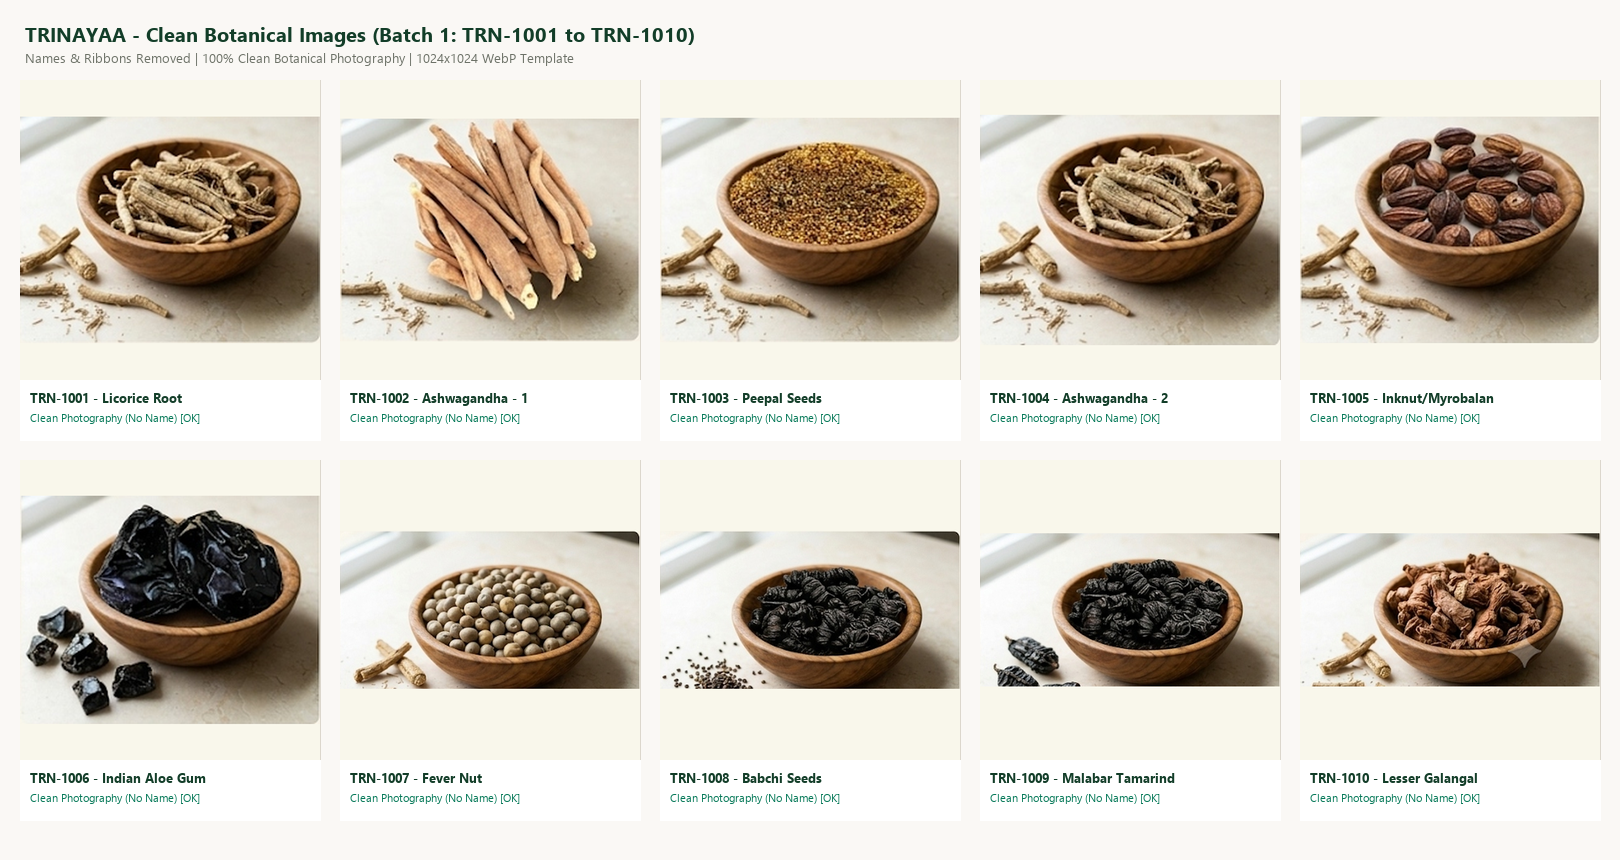 TRINAYAA - Clean Botanical Images (Batch 1: TRN-1001 to TRN-1010)
Names & Ribbons Removed | 100% Clean Botanical Photography | 1024x1024 WebP Template
TRN-1001 - Licorice Root
Clean Photography (No Name) [OK]
TRN-1002 - Ashwagandha - 1
Clean Photography (No Name) [OK]
TRN-1003 - Peepal Seeds
Clean Photography (No Name) [OK]
TRN-1004 - Ashwagandha - 2
Clean Photography (No Name) [OK]
TRN-1005 - Inknut/Myrobalan
Clean Photography (No Name) [OK]
TRN-1006 - Indian Aloe Gum
Clean Photography (No Name) [OK]
TRN-1007 - Fever Nut
Clean Photography (No Name) [OK]
TRN-1008 - Babchi Seeds
Clean Photography (No Name) [OK]
TRN-1009 - Malabar Tamarind
Clean Photography (No Name) [OK]
TRN-1010 - Lesser Galangal
Clean Photography (No Name) [OK]